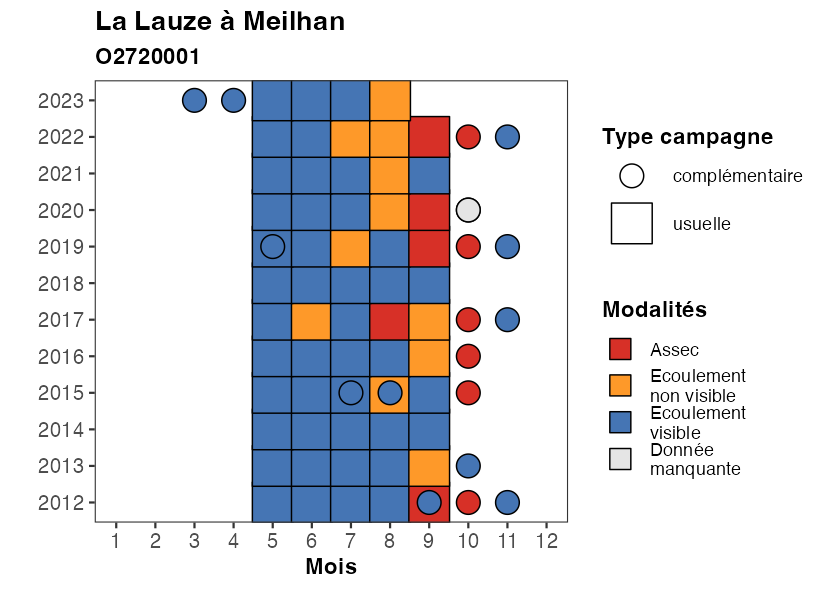 La Lauze à Meilhan
O2720001
2023
2022
2021
2020
2019
2018
2017
2016
2015
2014
2013
2012
1 2 3 4 5 6 7 8 9 10 11 12
Mois
Type campagne
complémentaire
usuelle
Modalités
Assec
Ecoulement
non visible
Ecoulement
visible
Donnée
manquante